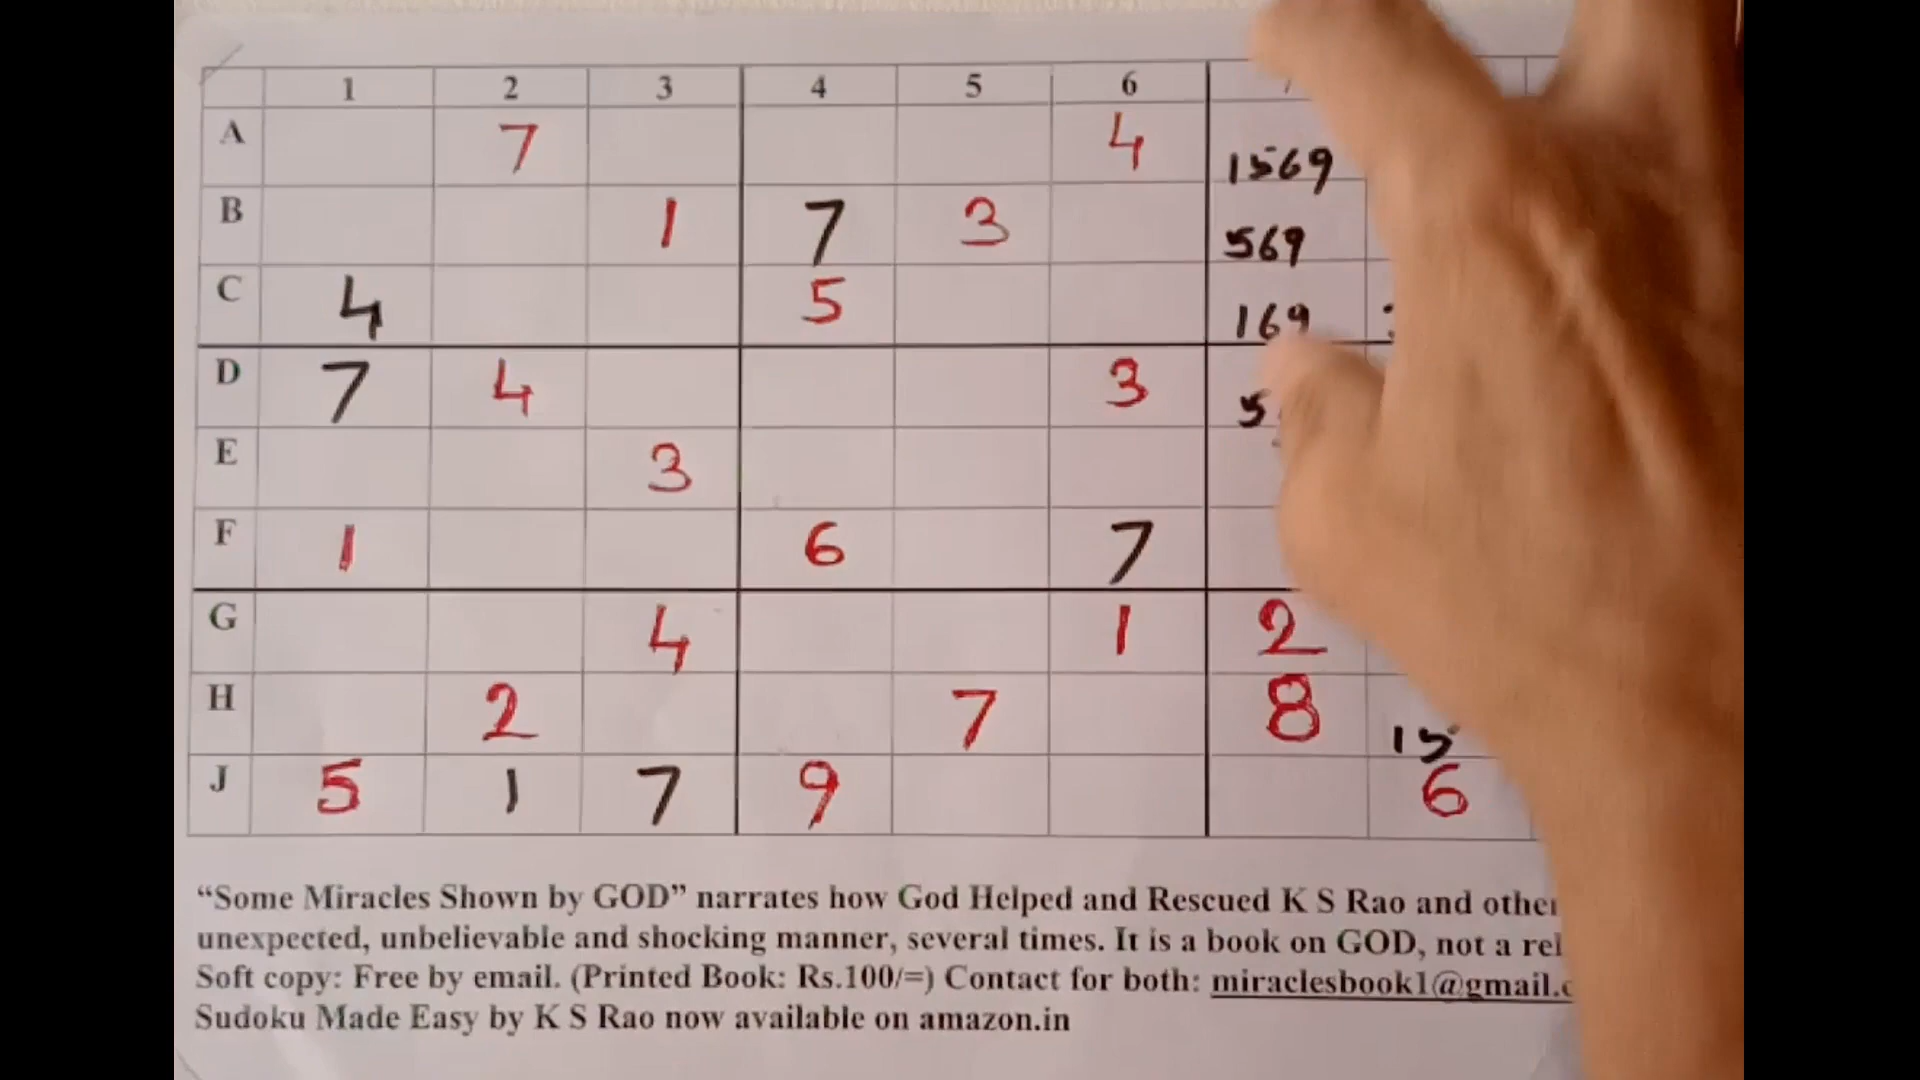 1 2 3 4 5 6
A 7 4 1569
B 1 7 3 569
C 4 5 169
D 7 4 3 5
E 3
F 1 6 7
G 4 1 2
H 2 7 8 15
J 5 1 7 9 6
“Some Miracles Shown by GOD” narrates how God Helped and Rescued K S Rao and
unexpected, unbelievable and shocking manner, several times. It is a book on GOD, not a
Soft copy: Free by email. (Printed Book: Rs.100/=) Contact for both:
Sudoku Made Easy by K S Rao now available on amazon.in